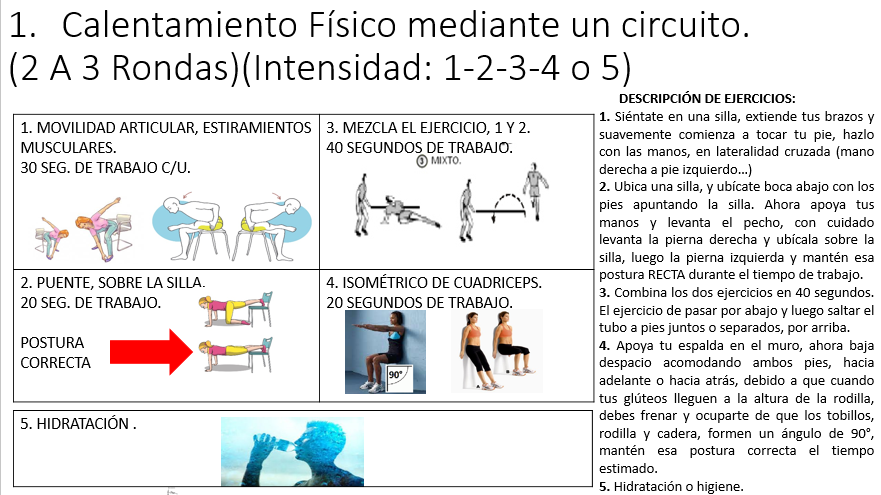 1. Calentamiento Físico mediante un circuito.
(2 A 3 Rondas)(Intensidad: 1-2-3-4 o 5)
1. MOVILIDAD ARTICULAR, ESTIRAMIENTOS
MUSCULARES.
30 SEG. DE TRABAJO C/U.
3. MEZCLA EL EJERCICIO, 1 Y 2.
40 SEGUNDOS DE TRABAJO.
3 MIXTO.
2. PUENTE, SOBRE LA SILLA.
20 SEG. DE TRABAJO.
POSTURA
CORRECTA
4. ISOMÉTRICO DE CUADRICEPS.
20 SEGUNDOS DE TRABAJO.
90°
A
B
5. HIDRATACIÓN .
DESCRIPCIÓN DE EJERCICIOS:
1. Siéntate en una silla, extiende tus brazos y
suavemente comienza a tocar tu pie, hazlo
con las manos, en lateralidad cruzada (mano
derecha a pie izquierdo...)
2. Ubica una silla, y ubícate boca abajo con los
pies apuntando la silla. Ahora apoya tus
manos y levanta el pecho, con cuidado
levanta la pierna derecha y ubícala sobre la
silla, luego la pierna izquierda y mantén esa
postura RECTA durante el tiempo de trabajo.
3. Combina los dos ejercicios en 40 segundos.
El ejercicio de pasar por abajo y luego saltar el
tubo a pies juntos o separados, por arriba.
4. Apoya tu espalda en el muro, ahora baja
despacio acomodando ambos pies, hacia
adelante o hacia atrás, debido a que cuando
tus glúteos lleguen a la altura de la rodilla,
debes frenar y ocuparte de que los tobillos,
rodilla y cadera, formen un ángulo de 90°,
mantén esa postura correcta el tiempo
estimado.
5. Hidratación o higiene.